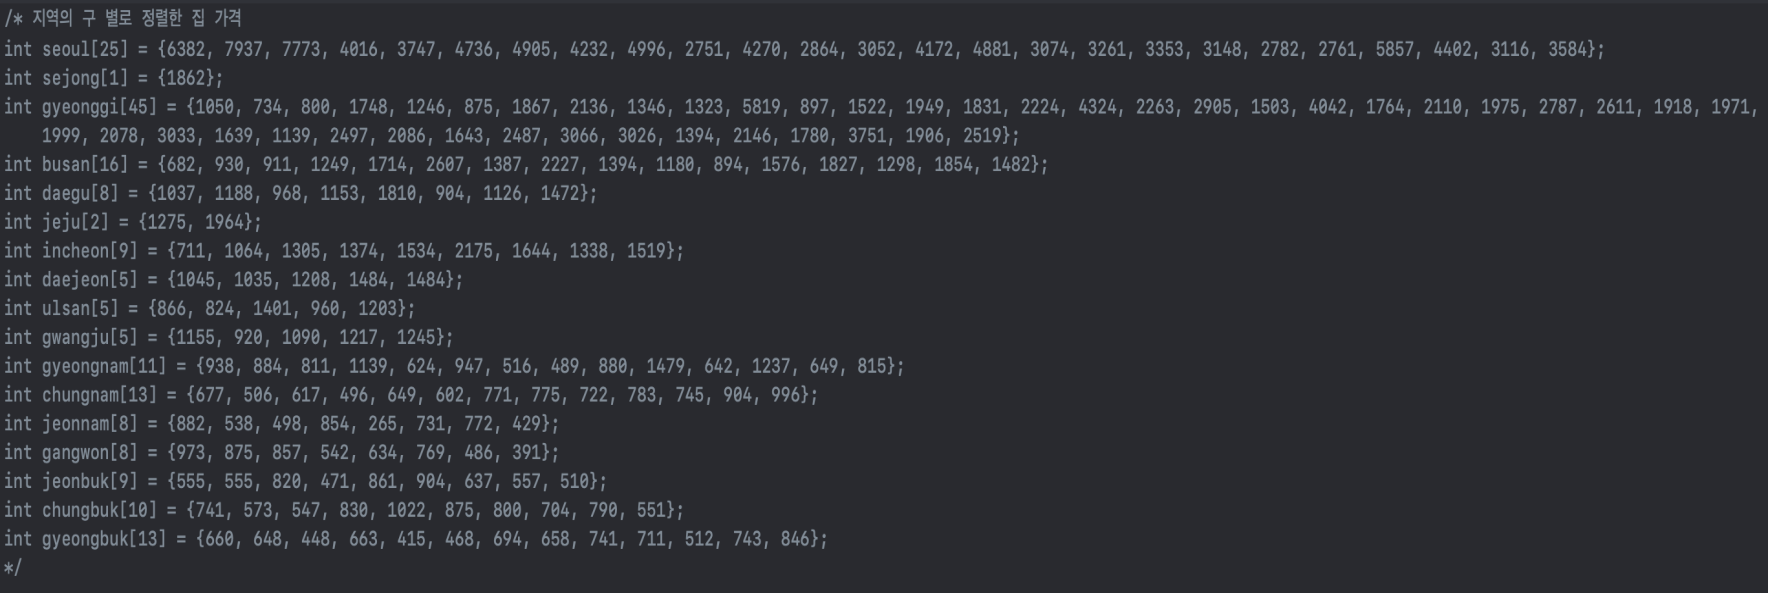 /* 지역의 구 별로 정렬한 집 가격
int seoul[25] = {6382, 7937, 7773, 4016, 3747, 4736, 4905, 4232, 4996, 2751, 4270, 2864, 3052, 4172, 4881, 3074, 3261, 3353, 3148, 2782, 2761, 5857, 4402, 3116, 3584};
int sejong[1] = {1862};
int gyeonggi[45] = {1050, 734, 800, 1748, 1246, 875, 1867, 2136, 1346, 1323, 5819, 897, 1522, 1949, 1831, 2224, 4324, 2263, 2905, 1503, 4042, 1764, 2110, 1975, 2787, 2611, 1918, 1971,
1999, 2078, 3033, 1639, 1139, 2497, 2086, 1643, 2487, 3066, 3026, 1394, 2146, 1780, 3751, 1906, 2519};
int busan[16] = {682, 930, 911, 1249, 1714, 2607, 1387, 2227, 1394, 1180, 894, 1576, 1827, 1298, 1854, 1482};
int daegu[8] = {1037, 1188, 968, 1153, 1810, 904, 1126, 1472};
int jeju[2] = {1275, 1964};
int incheon[9] = {711, 1064, 1305, 1374, 1534, 2175, 1644, 1338, 1519};
int daejeon[5] = {1045, 1035, 1208, 1484, 1484};
int ulsan[5] = {866, 824, 1401, 960, 1203};
int gwangju[5] = {1155, 920, 1090, 1217, 1245};
int gyeongnam[11] = {938, 884, 811, 1139, 624, 947, 516, 489, 880, 1479, 642, 1237, 649, 815};
int chungnam[13] = {677, 506, 617, 496, 649, 602, 771, 775, 722, 783, 745, 904, 996};
int jeonnam[8] = {882, 538, 498, 854, 265, 731, 772, 429};
int gangwon[8] = {973, 875, 857, 542, 634, 769, 486, 391};
int jeonbuk[9] = {555, 555, 820, 471, 861, 904, 637, 557, 510};
int chungbuk[10] = {741, 573, 547, 830, 1022, 875, 800, 704, 790, 551};
int gyeongbuk[13] = {660, 648, 448, 663, 415, 468, 694, 658, 741, 711, 512, 743, 846};
*/